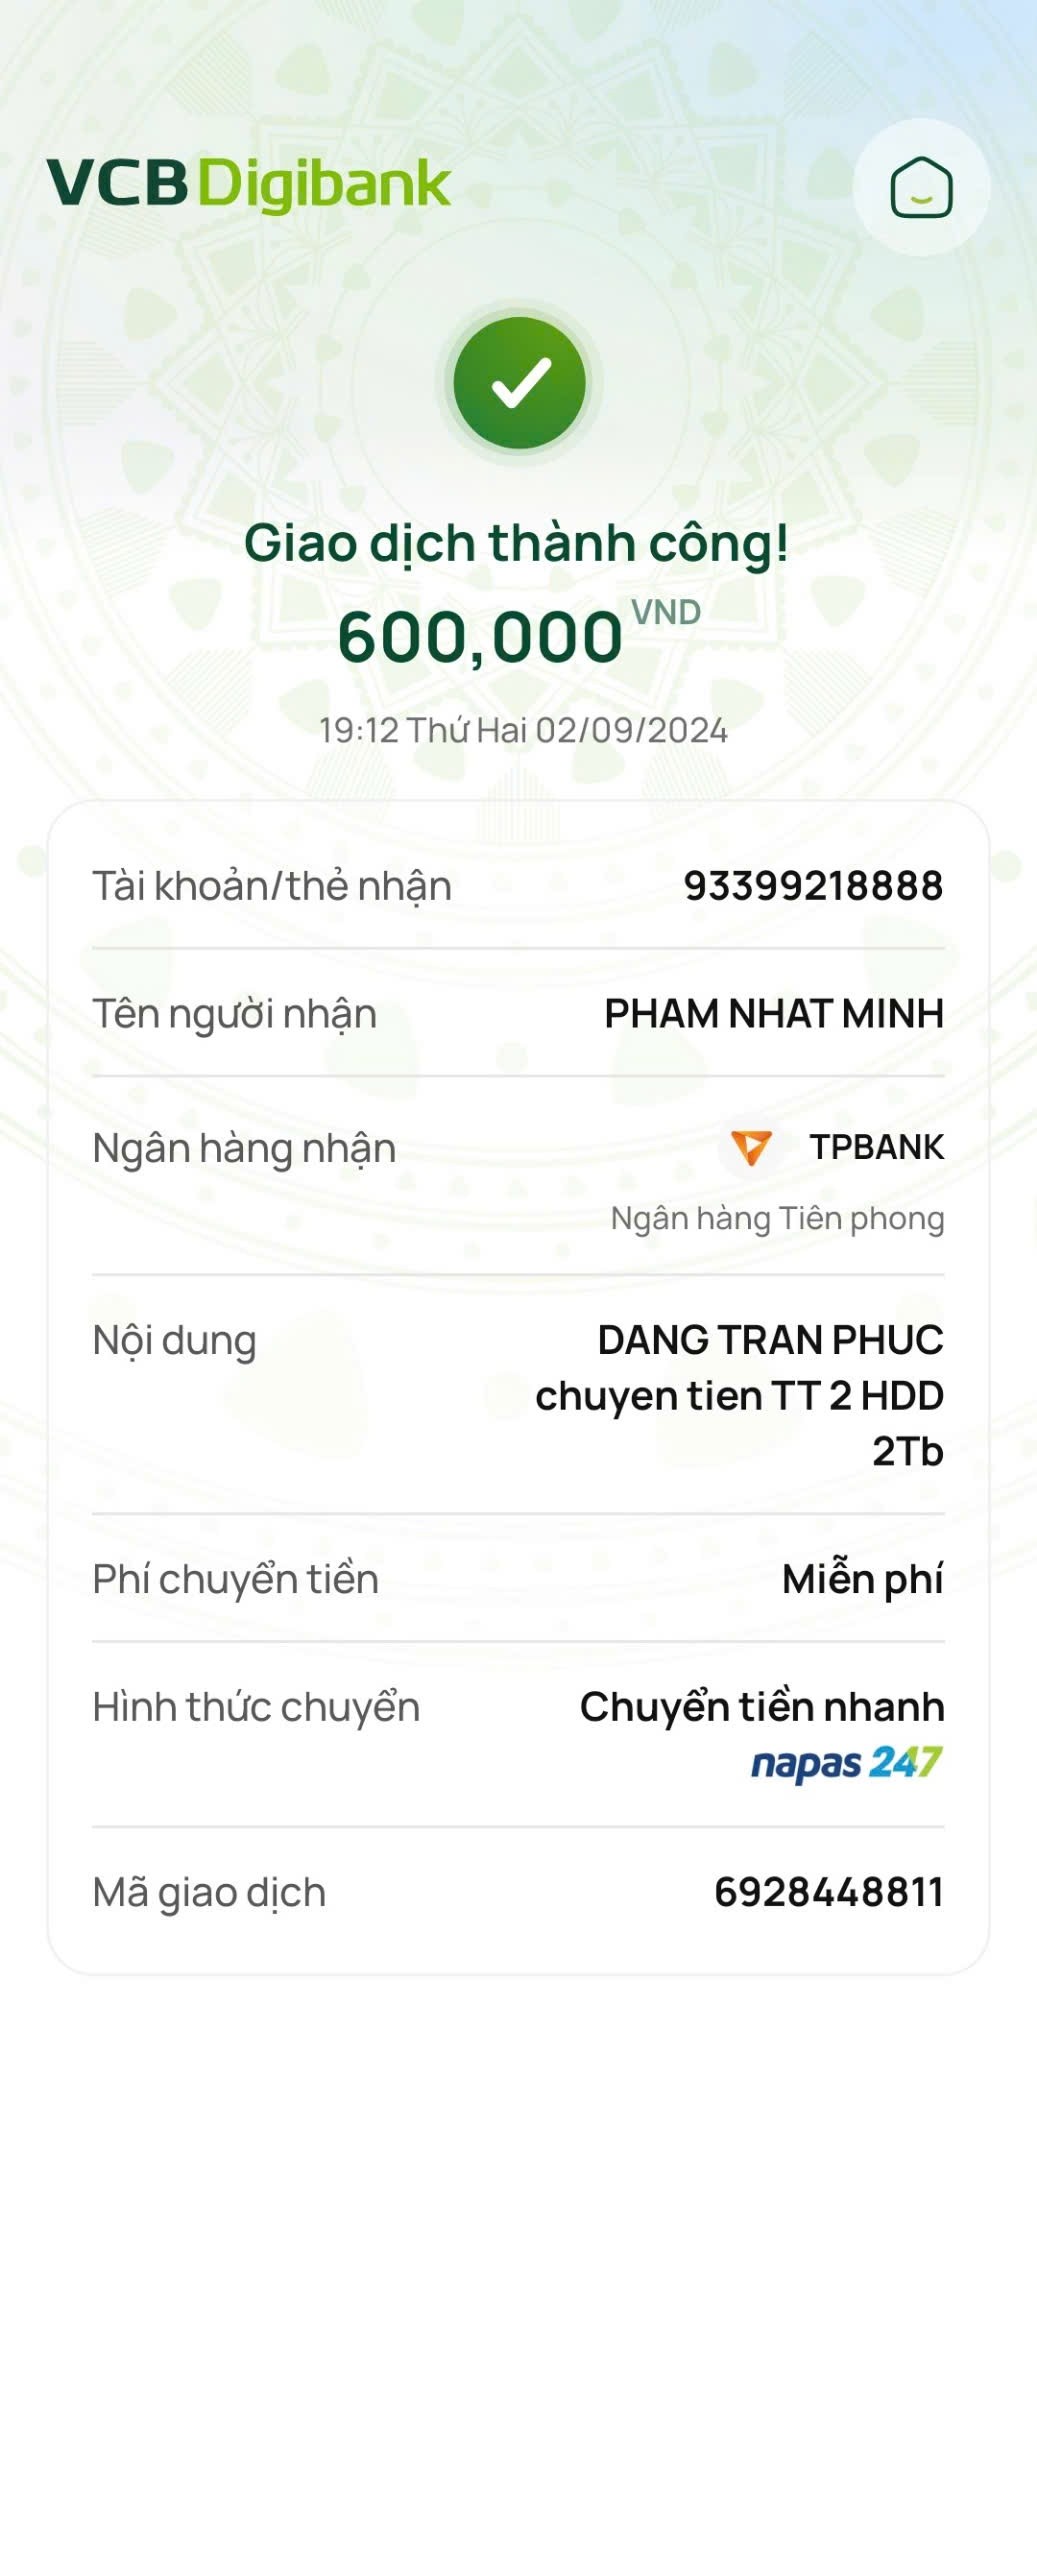 VCB Digibank
Giao dịch thành công!
600,000 VND
19:12 Thứ Hai 02/09/2024
Tài khoản/thẻ nhận 93399218888
Tên người nhận PHAM NHAT MINH
Ngân hàng nhận TPBANK
Ngân hàng Tiên phong
Nội dung DANG TRAN PHUC
chuyen tien TT 2 HDD
2Tb
Phí chuyển tiền Miễn phí
Hình thức chuyển Chuyển tiền nhanh
napas 247
Mã giao dịch 6928448811